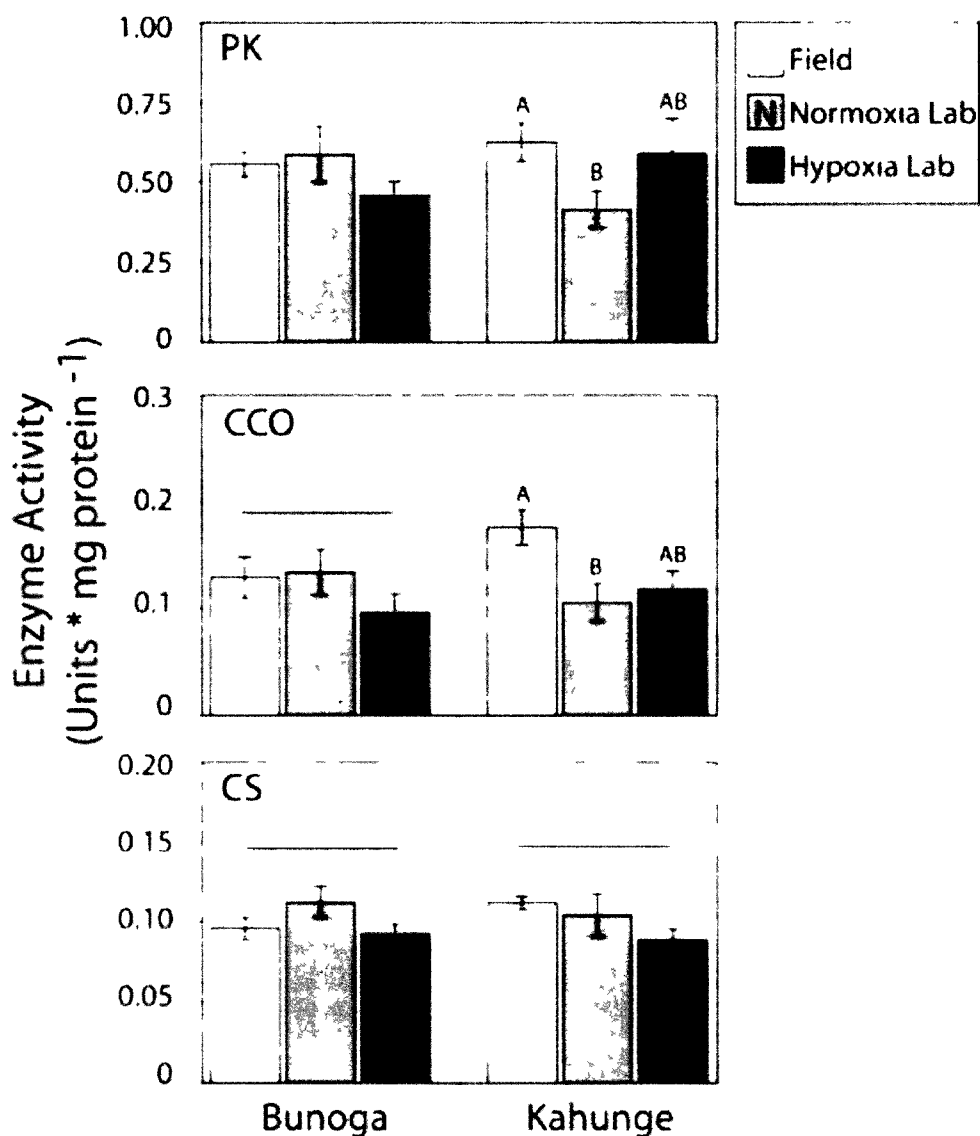 1.00
PK
0.75
0.50
0.25
0
A
B
AB
Field
N Normoxia Lab
Hypoxia Lab
Enzyme Activity
(Units * mg protein -1)
0.3
CCO
0.2
0.1
0
A
B
AB
0.20
CS
0.15
0.10
0.05
0
Bunoga
Kahunge